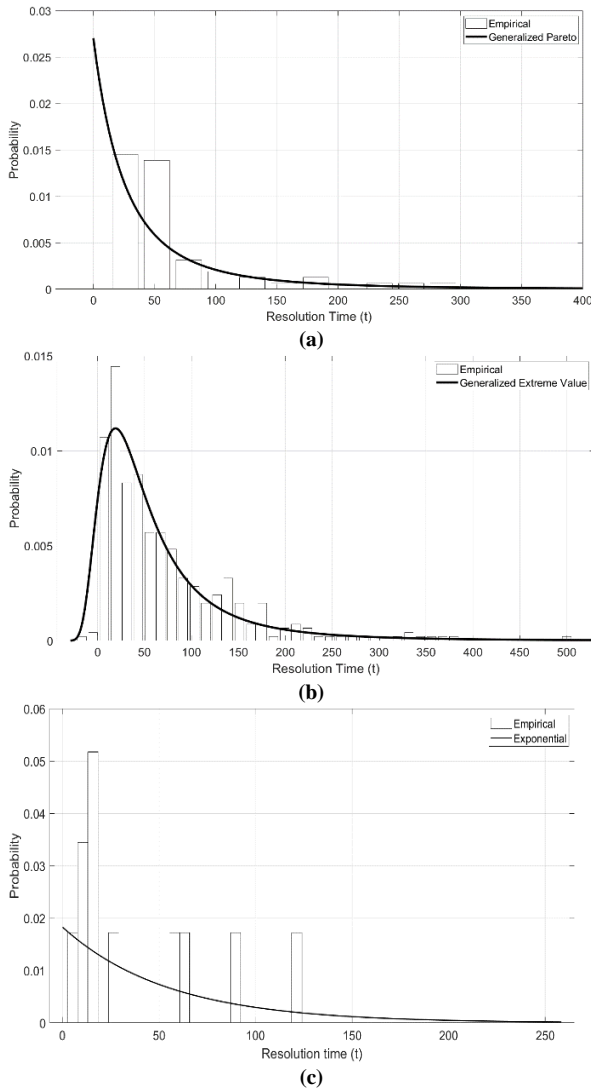 0.03
0.025
0.02
0.015
0.01
0.005
0
Probability
Empirical
Generalized Pareto
0 50 100 150 200 250 300 350 400
Resolution Time (t)
(a)
0.015
0.01
0.005
0
Probability
Empirical
Generalized Extreme Value
0 50 100 150 200 250 300 350 400 450 500
Resolution Time (t)
(b)
0.06
0.05
0.04
0.03
0.02
0.01
0
Probability
Empirical
Exponential
0 50 100 150 200 250
Resolution time (t)
(c)